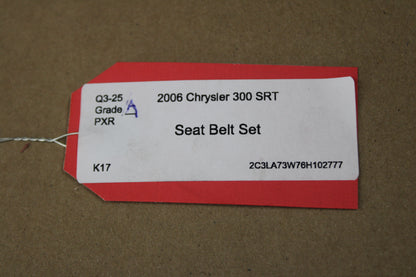 Q3-25 2006 Chrysler 300 SRT
Grade A
PXR
Seat Belt Set
K17 2C3LA73W76H102777